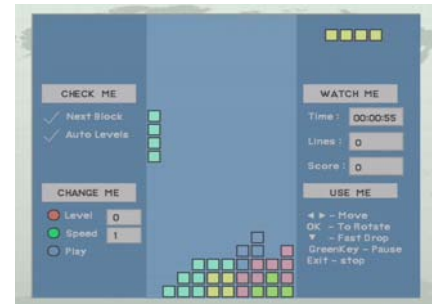 CHECK ME
Next Block
Auto Levels
CHANGE ME
Level 0
Speed 1
Play
WATCH ME
Time : 00:00:55
Lines : 0
Score : 0
USE ME
◄ ► - Move
OK - To Rotate
▼ - Fast Drop
GreenKey - Pause
Exit - stop